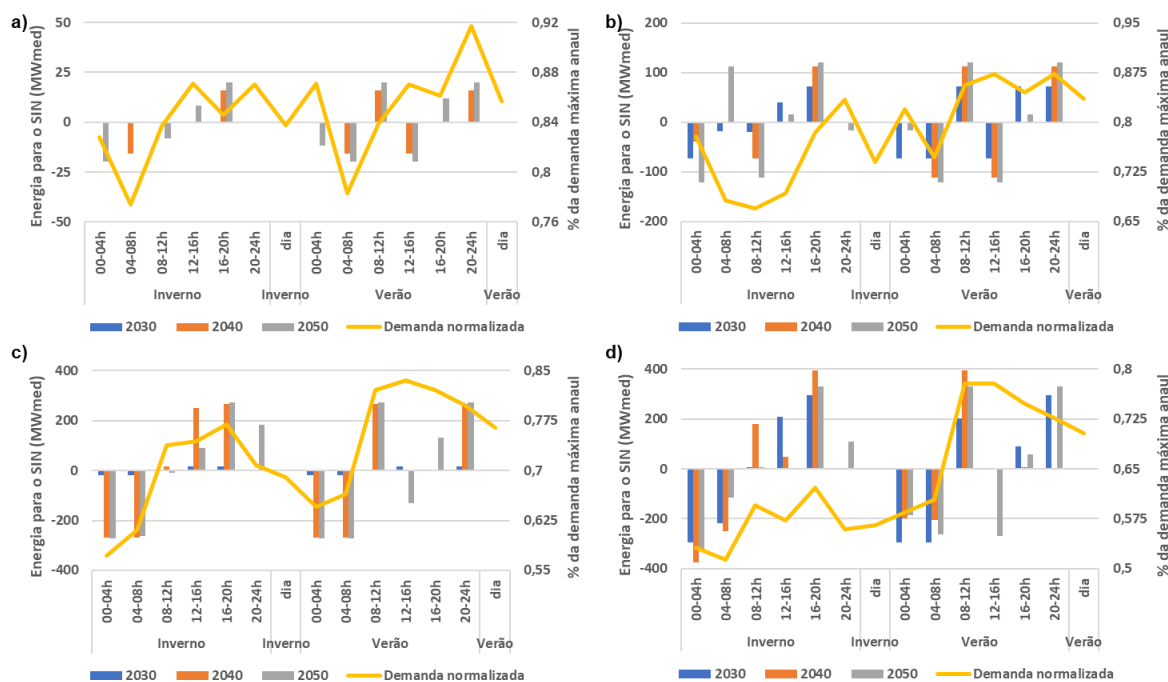 a)
Energia para o SIN (MWmed)
50
25
0
-25
-50
0,92
0,88
0,84
0,8
0,76
% da demanda máxima anaul
00-04h 04-08h 08-12h 12-16h 16-20h 20-24h dia 00-04h 04-08h 08-12h 12-16h 16-20h 20-24h dia
Inverno Inverno Verão Verão
2030 2040 2050 Demanda normalizada
b)
Energia para o SIN (MWmed)
200
100
0
-100
-200
0,95
0,875
0,8
0,725
0,65
% da demanda máxima anaul
00-04h 04-08h 08-12h 12-16h 16-20h 20-24h dia 00-04h 04-08h 08-12h 12-16h 16-20h 20-24h dia
Inverno Inverno Verão Verão
2030 2040 2050 Demanda normalizada
c)
Energia para o SIN (MWmed)
400
200
0
-200
-400
0,85
0,775
0,7
0,625
0,55
% da demanda máxima anaul
00-04h 04-08h 08-12h 12-16h 16-20h 20-24h dia 00-04h 04-08h 08-12h 12-16h 16-20h 20-24h dia
Inverno Inverno Verão Verão
2030 2040 2050 Demanda normalizada
d)
Energia para o SIN (MWmed)
400
200
0
-200
-400
0,8
0,725
0,65
0,575
0,5
% da demanda máxima anaul
00-04h 04-08h 08-12h 12-16h 16-20h 20-24h dia 00-04h 04-08h 08-12h 12-16h 16-20h 20-24h dia
Inverno Inverno Verão Verão
2030 2040 2050 Demanda normalizada